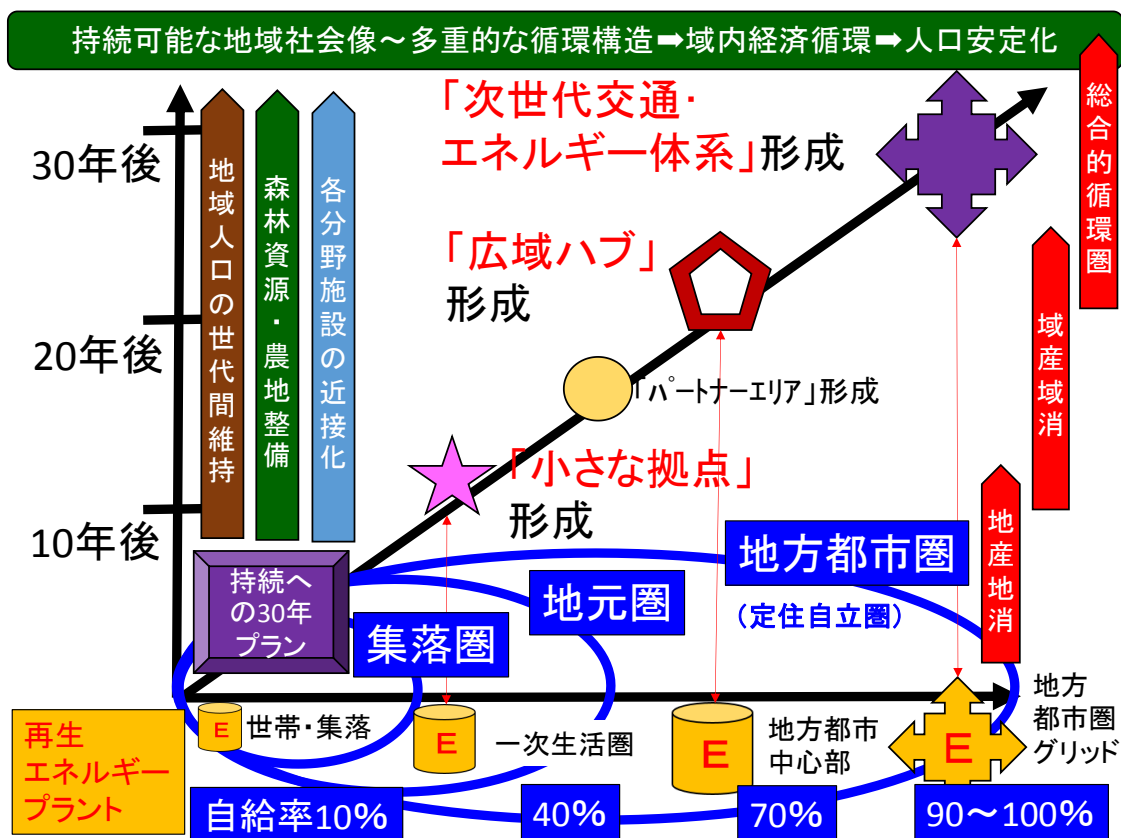 持続可能な地域社会像～多重的な循環構造➡域内経済循環➡人口安定化
30年後
20年後
10年後
地域人口の世代間維持
森林資源・農地整備
各分野施設の近接化
「次世代交通・
エネルギー体系」形成
「広域ハブ」
形成
「パートナーエリア」形成
「小さな拠点」
形成
総合的循環圏
域産域消
地産地消
持続へ
の30年
プラン
集落圏
地元圏
地方都市圏
(定住自立圏)
再生
エネルギー
プラント
E
世帯・集落
E
一次生活圏
E
地方都市
中心部
E
地方
都市圏
グリッド
自給率10%
40%
70%
90～100%